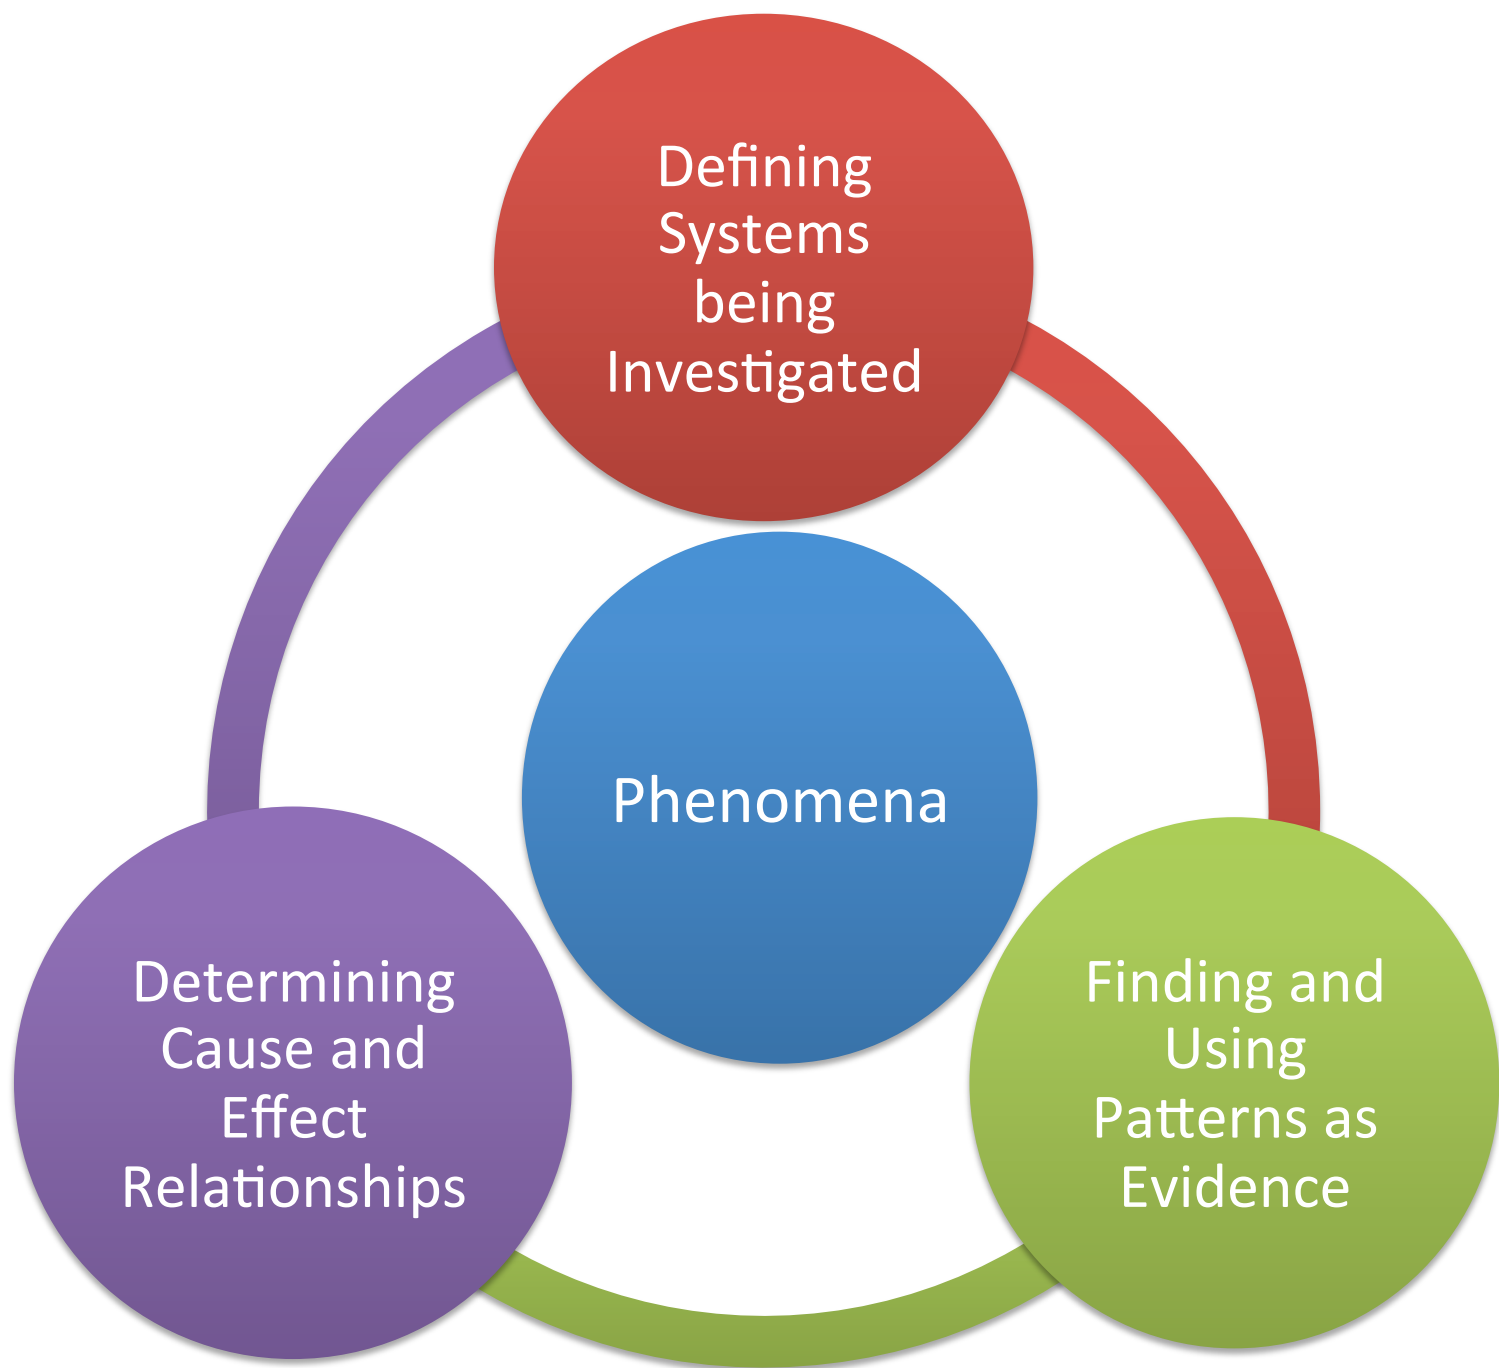 Defining
Systems
being
Investigated
Phenomena
Determining
Cause and
Effect
Relationships
Finding and
Using
Patterns as
Evidence